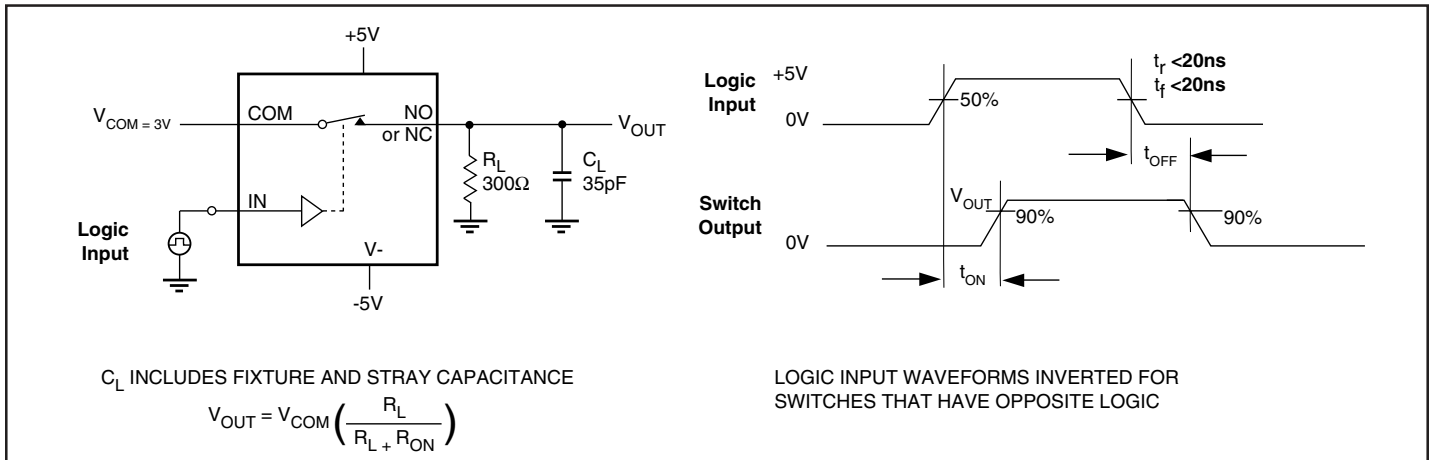 +5V
V_COM = 3V
COM
NO
or NC
V_OUT
R_L
300Ω
C_L
35pF
IN
Logic
Input
V-
-5V
C_L INCLUDES FIXTURE AND STRAY CAPACITANCE
V_OUT = V_COM ( R_L / R_L + R_ON )
Logic
Input
+5V
0V
50%
t_r <20ns
t_f <20ns
t_OFF
Switch
Output
V_OUT
0V
90%
90%
t_ON
LOGIC INPUT WAVEFORMS INVERTED FOR
SWITCHES THAT HAVE OPPOSITE LOGIC